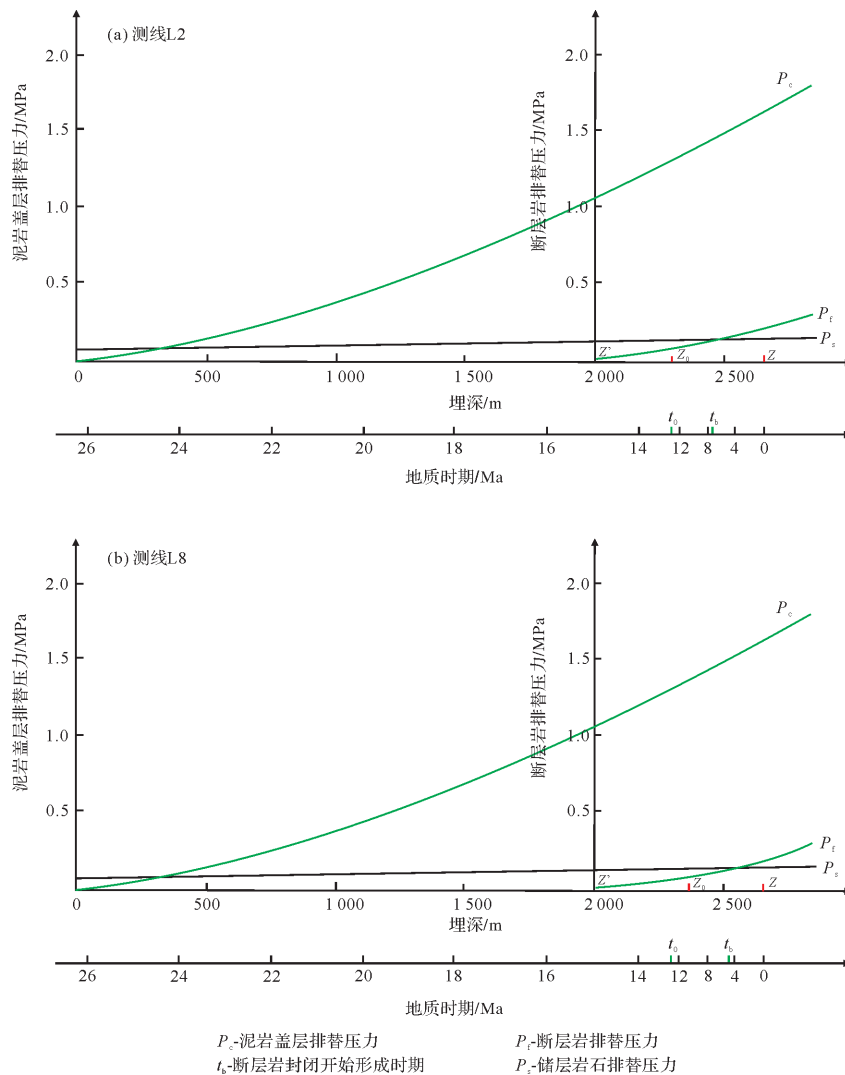 (a) 测线L2
2.0
1.5
1.0
0.5
泥岩盖层排替压力/MPa
2.0
1.5
1.0
0.5
断层岩排替压力/MPa
Pc
Pf
Ps
Z' Z0 Z
0 500 1 000 1 500 2 000 2 500
埋深/m
t0 tb
26 24 22 20 18 16 14 12 8 4 0
地质时期/Ma
(b) 测线L8
2.0
1.5
1.0
0.5
泥岩盖层排替压力/MPa
2.0
1.5
1.0
0.5
断层岩排替压力/MPa
Pc
Pf
Ps
Z' Z0 Z
0 500 1 000 1 500 2 000 2 500
埋深/m
t0 tb
26 24 22 20 18 16 14 12 8 4 0
地质时期/Ma
Pc-泥岩盖层排替压力 Pf-断层岩排替压力
tb-断层岩封闭开始形成时期 Ps-储层岩石排替压力